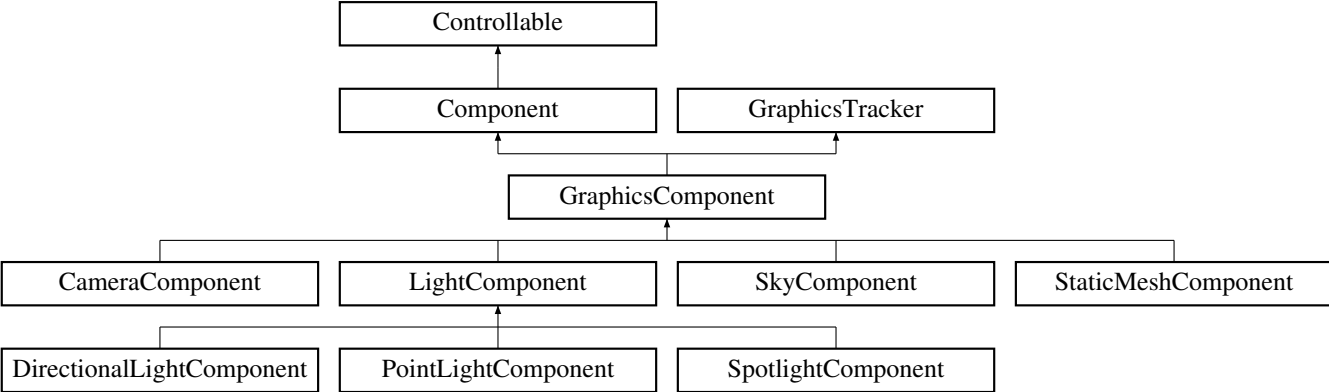 Controllable
Component
GraphicsTracker
GraphicsComponent
CameraComponent
LightComponent
SkyComponent
StaticMeshComponent
DirectionalLightComponent
PointLightComponent
SpotlightComponent